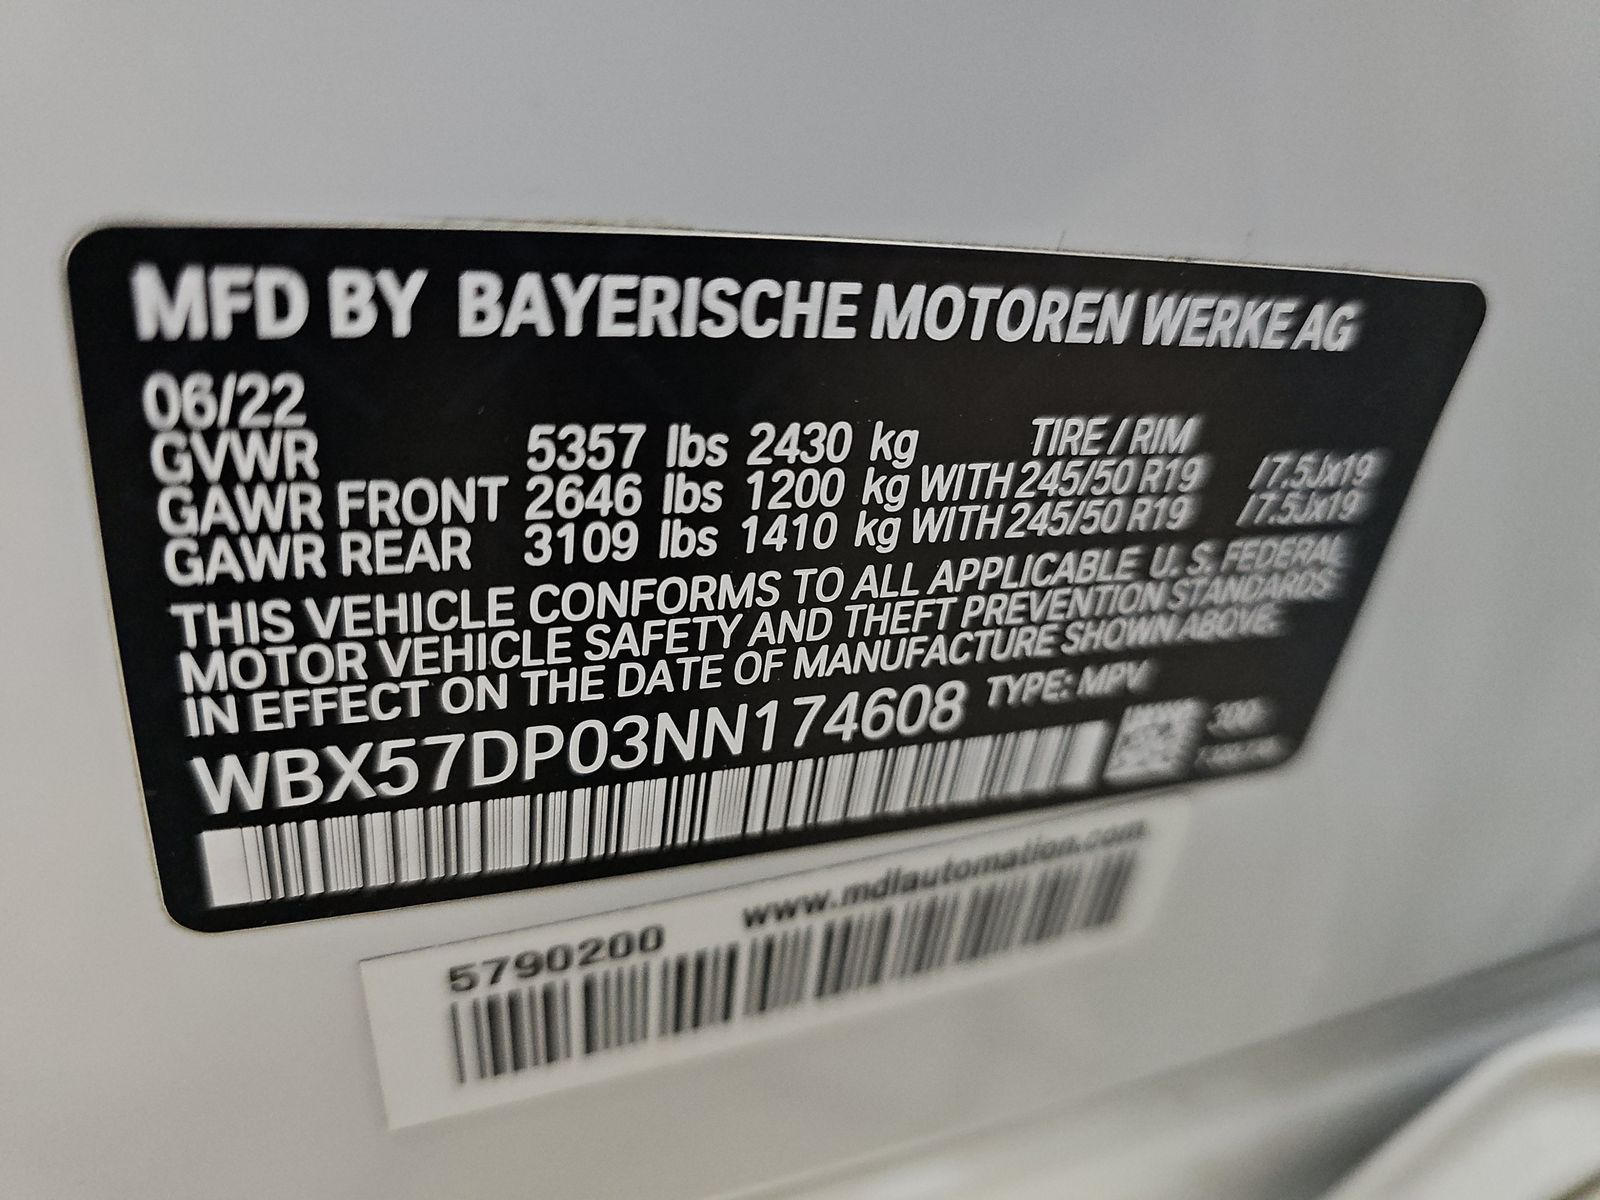 MFD BY BAYERISCHE MOTOREN WERKE AG
06/22
GVWR 5357 lbs 2430 kg TIRE / RIM
GAWR FRONT 2646 lbs 1200 kg WITH 245/50 R19 /7.5Jx19
GAWR REAR 3109 lbs 1410 kg WITH 245/50 R19 /7.5Jx19
THIS VEHICLE CONFORMS TO ALL APPLICABLE U. S. FEDERAL
MOTOR VEHICLE SAFETY AND THEFT PREVENTION STANDARDS
IN EFFECT ON THE DATE OF MANUFACTURE SHOWN ABOVE.
WBX57DP03NN174608 TYPE: MPV
5790200 www.mdlautomation.com